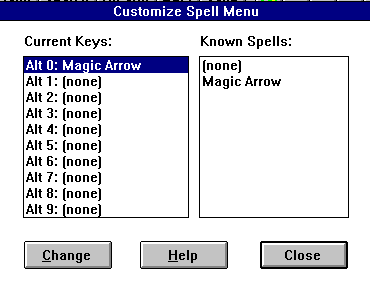 Customize Spell Menu
Current Keys:
Known Spells:
Alt 0: Magic Arrow
Alt 1: (none)
Alt 2: (none)
Alt 3: (none)
Alt 4: (none)
Alt 5: (none)
Alt 6: (none)
Alt 7: (none)
Alt 8: (none)
Alt 9: (none)
(none)
Magic Arrow
Change
Help
Close